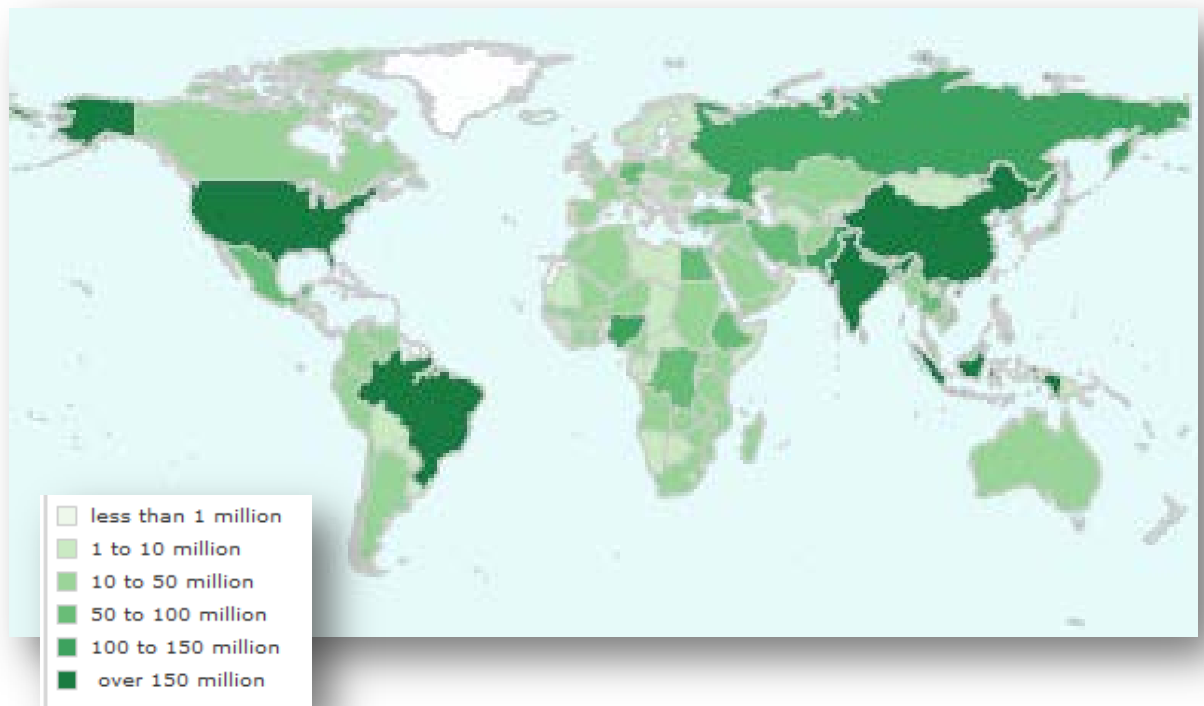 less than 1 million
1 to 10 million
10 to 50 million
50 to 100 million
100 to 150 million
over 150 million